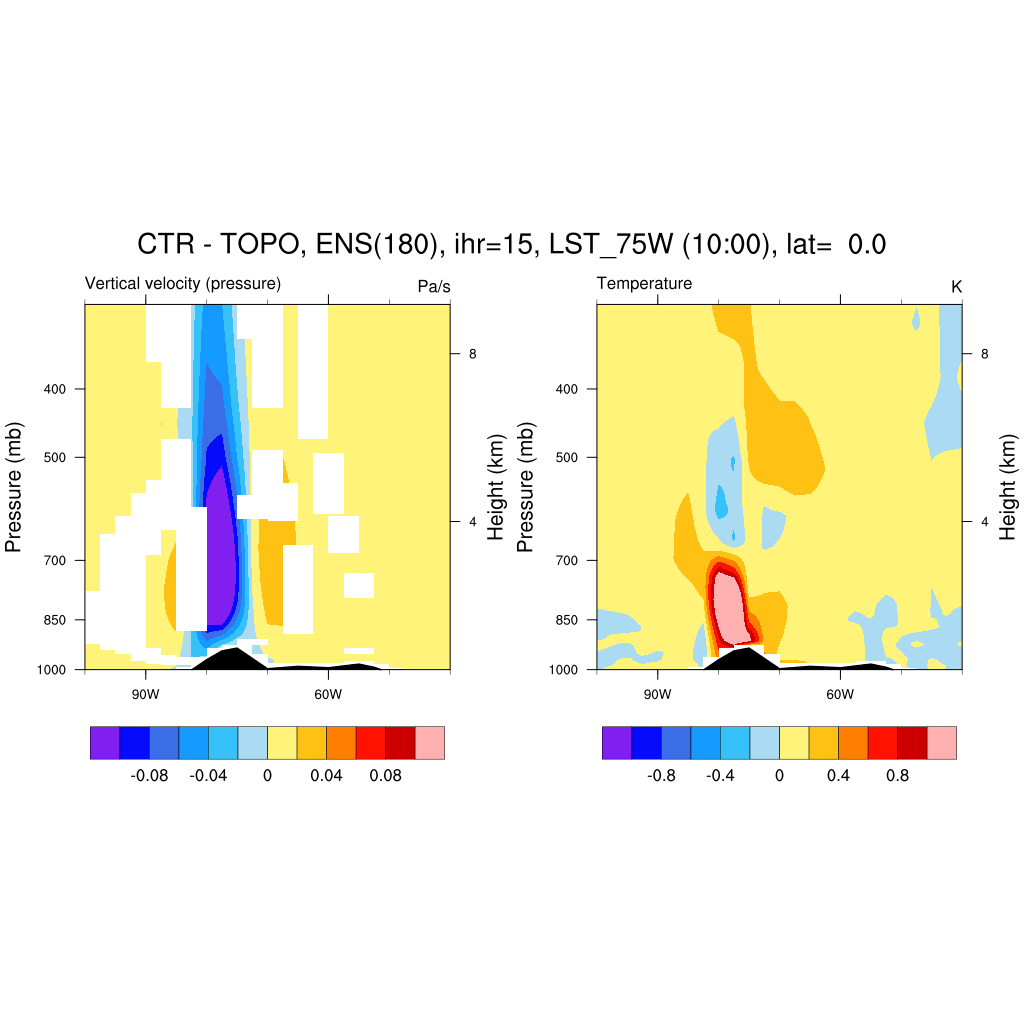 CTR - TOPO, ENS(180), ihr=15, LST_75W (10:00), lat= 0.0
Vertical velocity (pressure) Pa/s
Pressure (mb)
400
500
700
850
1000
8
4
Height (km)
90W 60W
-0.08 -0.04 0 0.04 0.08
Temperature K
Pressure (mb)
400
500
700
850
1000
8
4
Height (km)
90W 60W
-0.8 -0.4 0 0.4 0.8